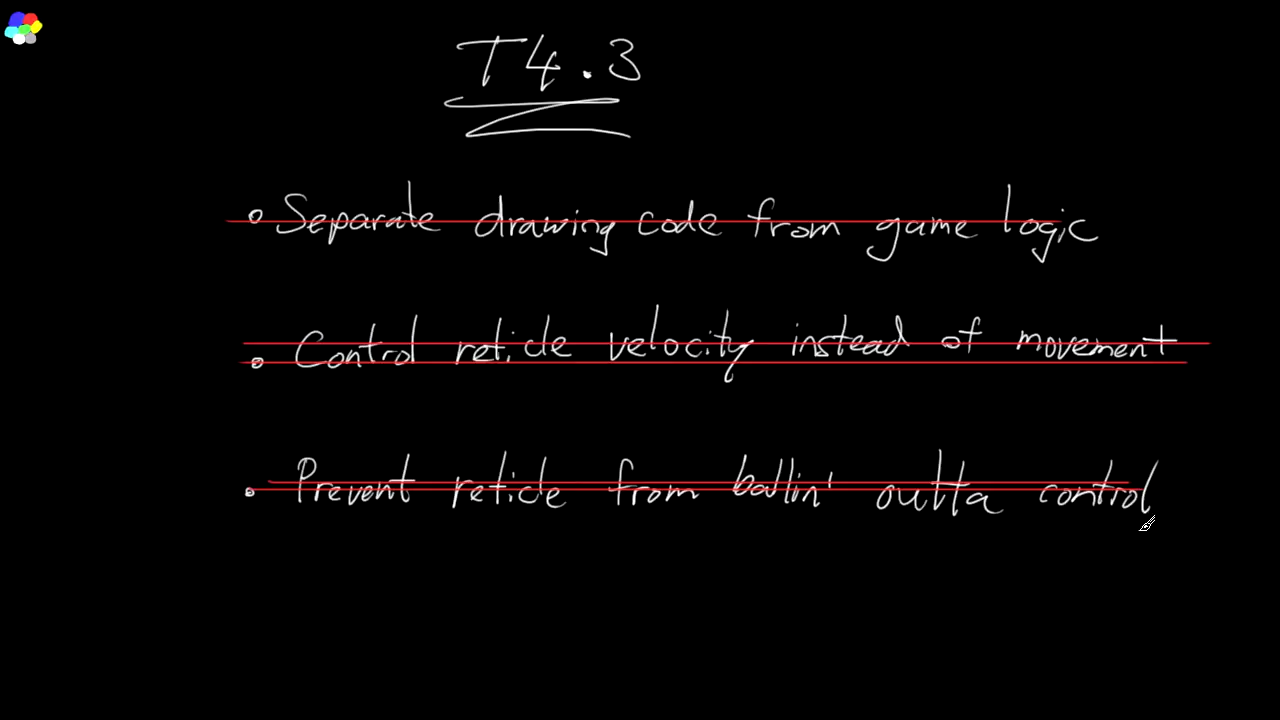 T4.3
• Separate drawing code from game logic
• Control reticle velocity instead of movement
• Prevent reticle from ballin' outta control